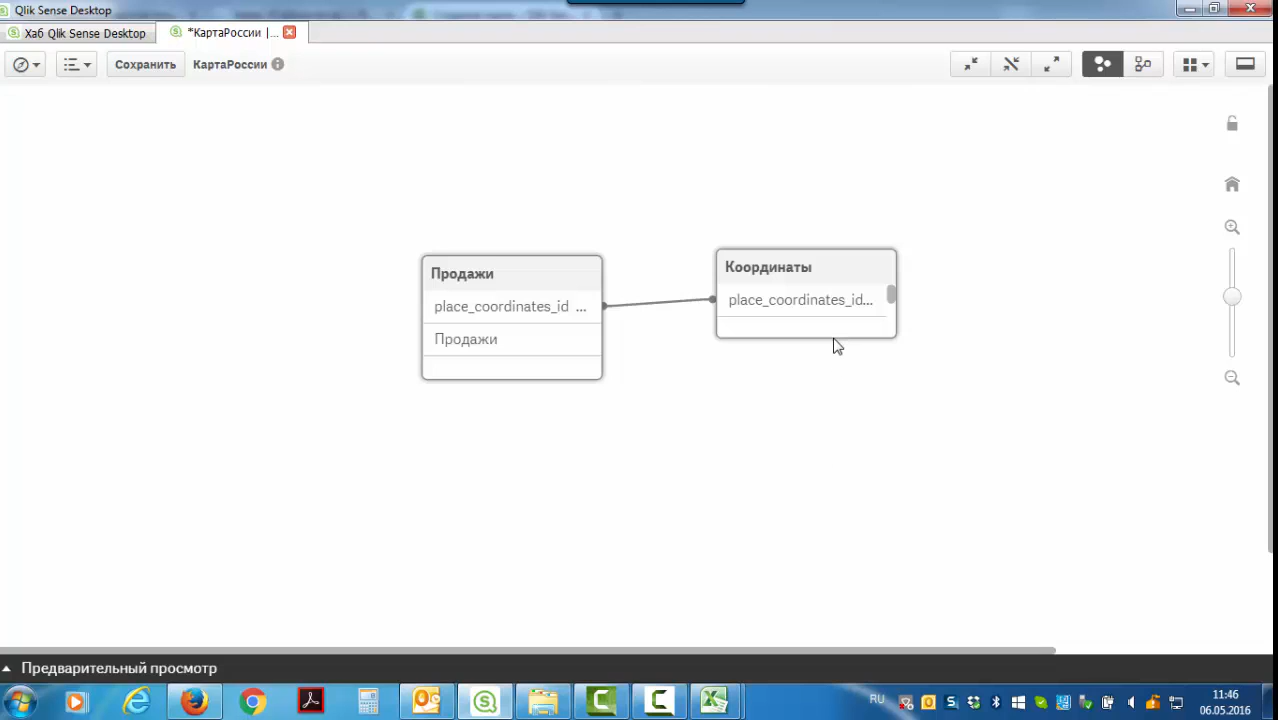 Qlik Sense Desktop
Хаб Qlik Sense Desktop
*КартаРоссии |...
Сохранить
КартаРоссии
Продажи
place_coordinates_id ...
Продажи
Координаты
place_coordinates_id...
Предварительный просмотр
RU
11:46
06.05.2016